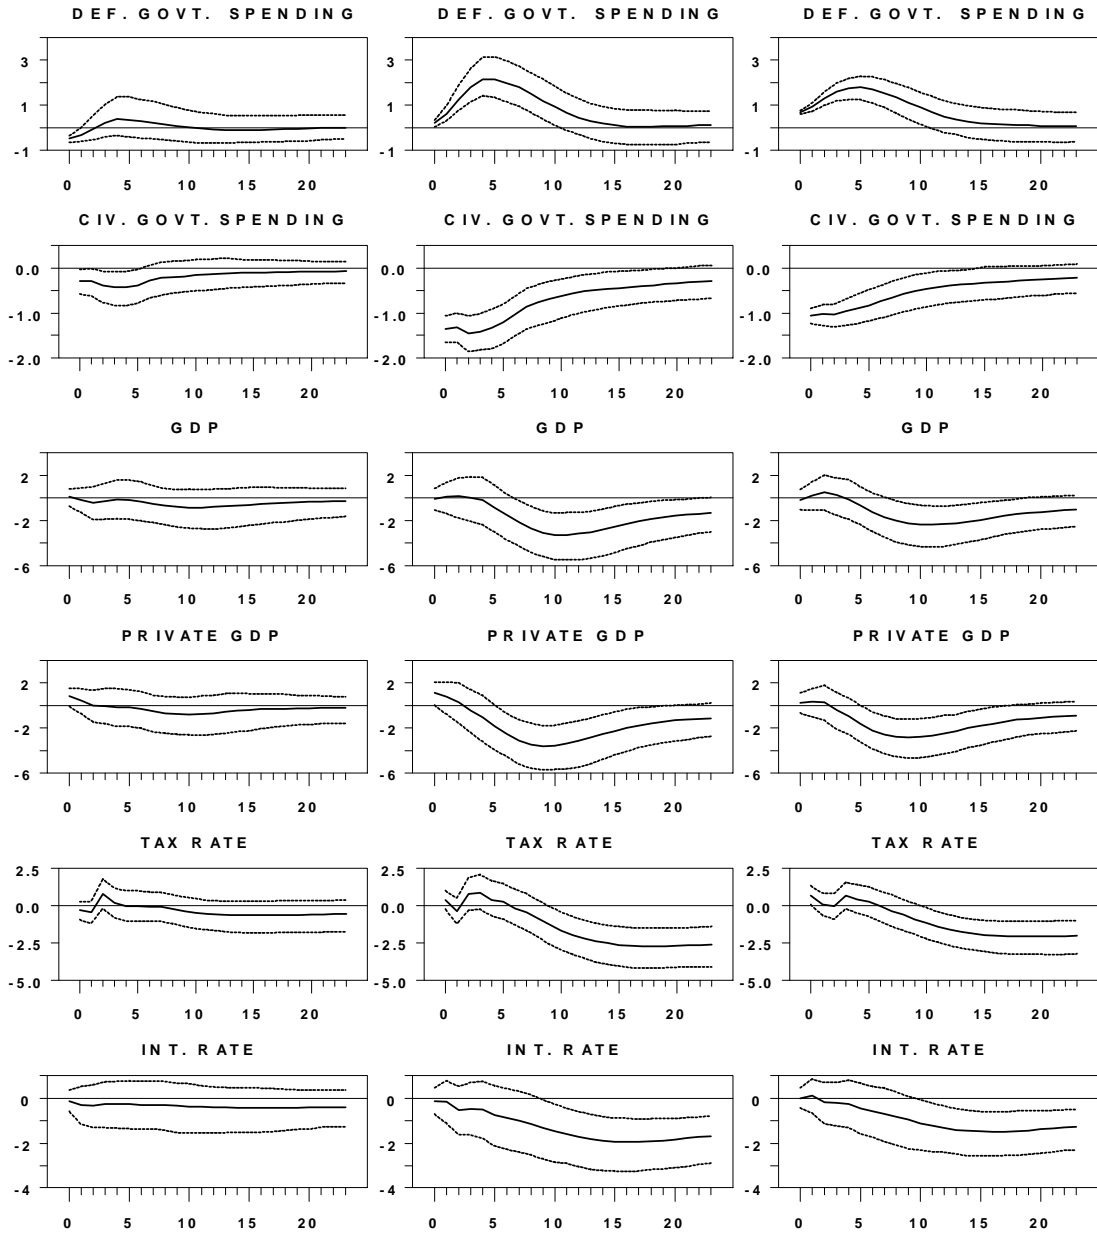 DEF. GOVT. SPENDING DEF. GOVT. SPENDING DEF. GOVT. SPENDING
3 3 3
1 1 1
-1 -1 -1
0 5 10 15 20 0 5 10 15 20 0 5 10 15 20
CIV. GOVT. SPENDING CIV. GOVT. SPENDING CIV. GOVT. SPENDING
0.0 0.0 0.0
-1.0 -1.0 -1.0
-2.0 -2.0 -2.0
0 5 10 15 20 0 5 10 15 20 0 5 10 15 20
GDP GDP GDP
2 2 2
-2 -2 -2
-6 -6 -6
0 5 10 15 20 0 5 10 15 20 0 5 10 15 20
PRIVATE GDP PRIVATE GDP PRIVATE GDP
2 2 2
-2 -2 -2
-6 -6 -6
0 5 10 15 20 0 5 10 15 20 0 5 10 15 20
TAX RATE TAX RATE TAX RATE
2.5 2.5 2.5
0.0 0.0 0.0
-2.5 -2.5 -2.5
-5.0 -5.0 -5.0
0 5 10 15 20 0 5 10 15 20 0 5 10 15 20
INT. RATE INT. RATE INT. RATE
0 0 0
-2 -2 -2
-4 -4 -4
0 5 10 15 20 0 5 10 15 20 0 5 10 15 20